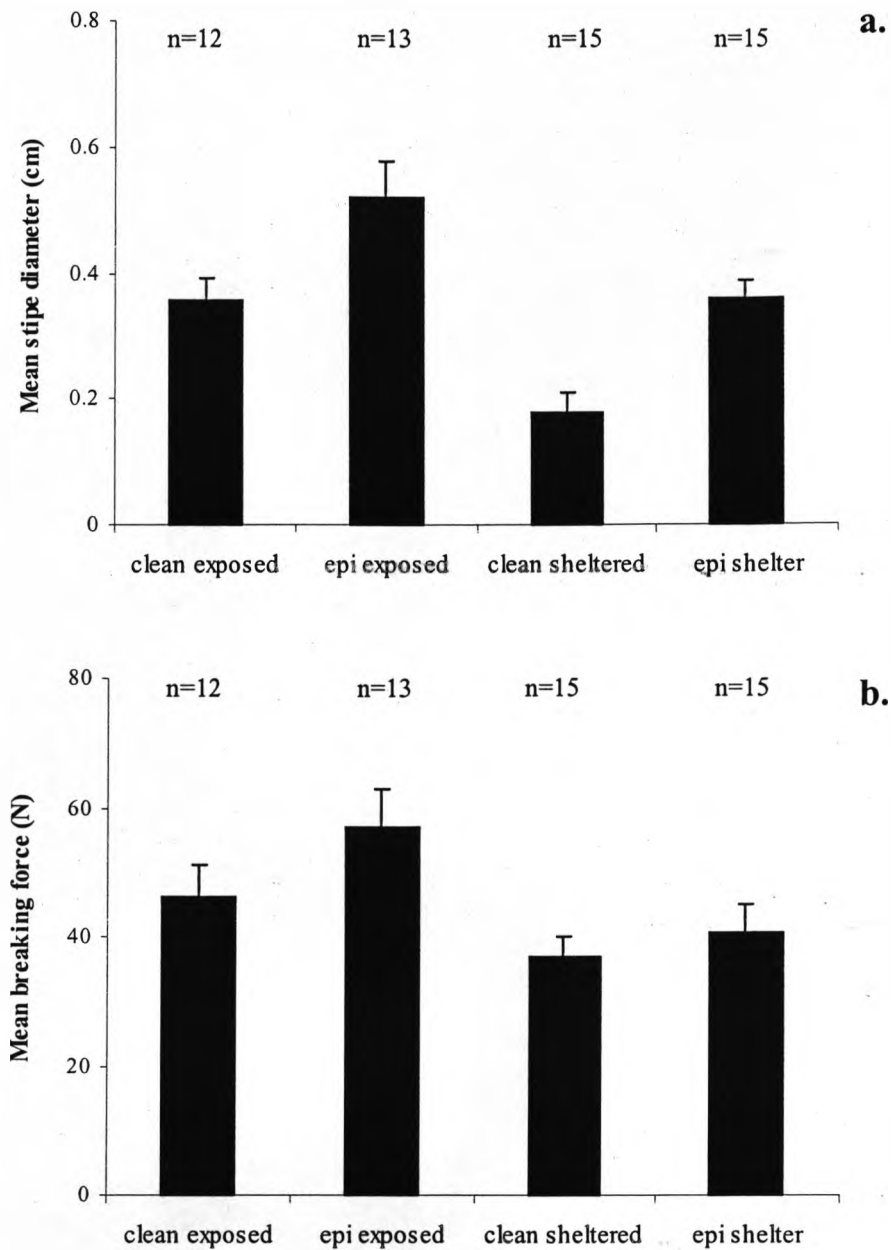 a.
n=12 n=13 n=15 n=15
0.8
0.6
0.4
0.2
0
Mean stipe diameter (cm)
clean exposed epi exposed clean sheltered epi shelter
b.
n=12 n=13 n=15 n=15
80
60
40
20
0
Mean breaking force (N)
clean exposed epi exposed clean sheltered epi shelter